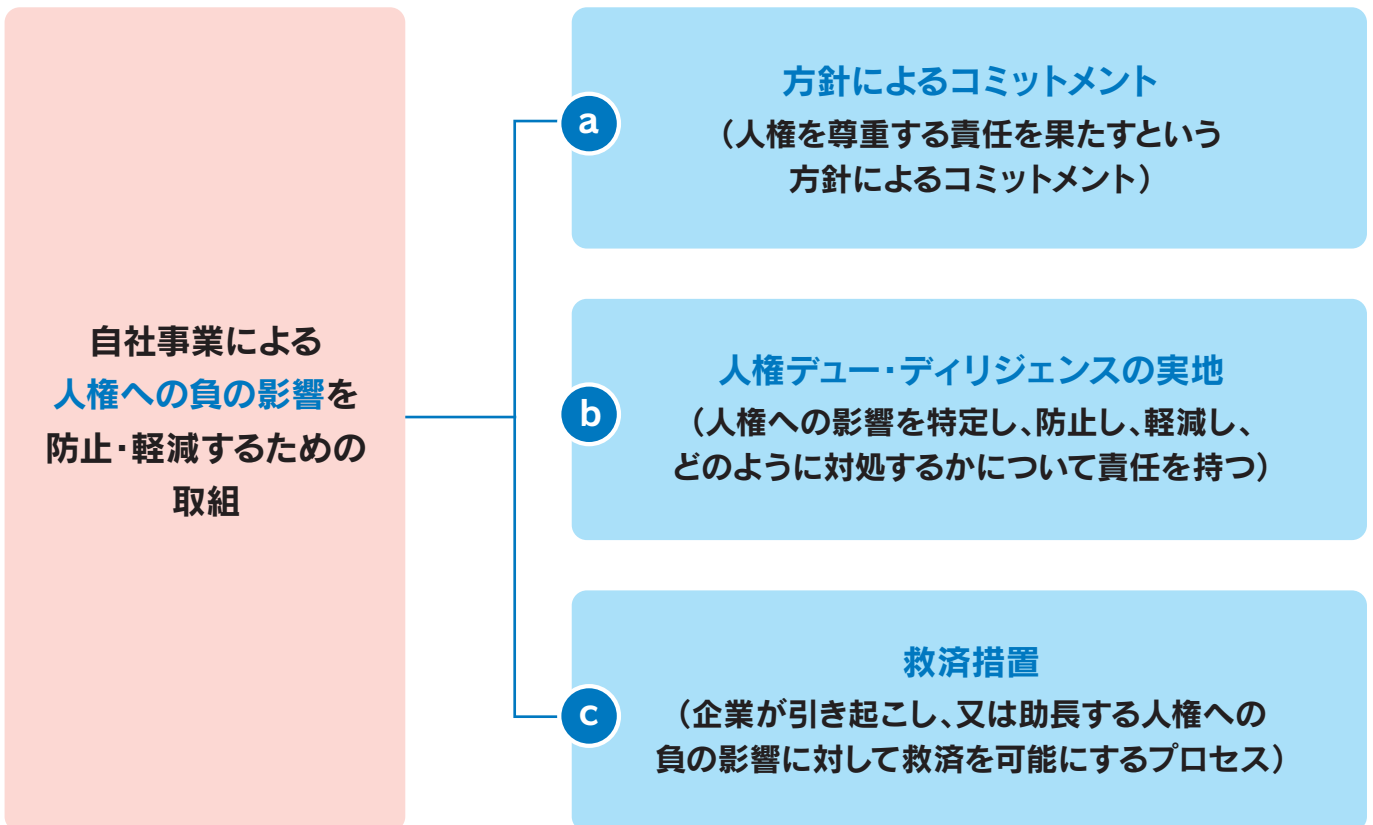 自社事業による
人権への負の影響を
防止・軽減するための
取組
a
方針によるコミットメント
（人権を尊重する責任を果たすという
方針によるコミットメント）
b
人権デュー・ディリジェンスの実地
（人権への影響を特定し、防止し、軽減し、
どのように対処するかについて責任を持つ）
c
救済措置
（企業が引き起こし、又は助長する人権への
負の影響に対して救済を可能にするプロセス）